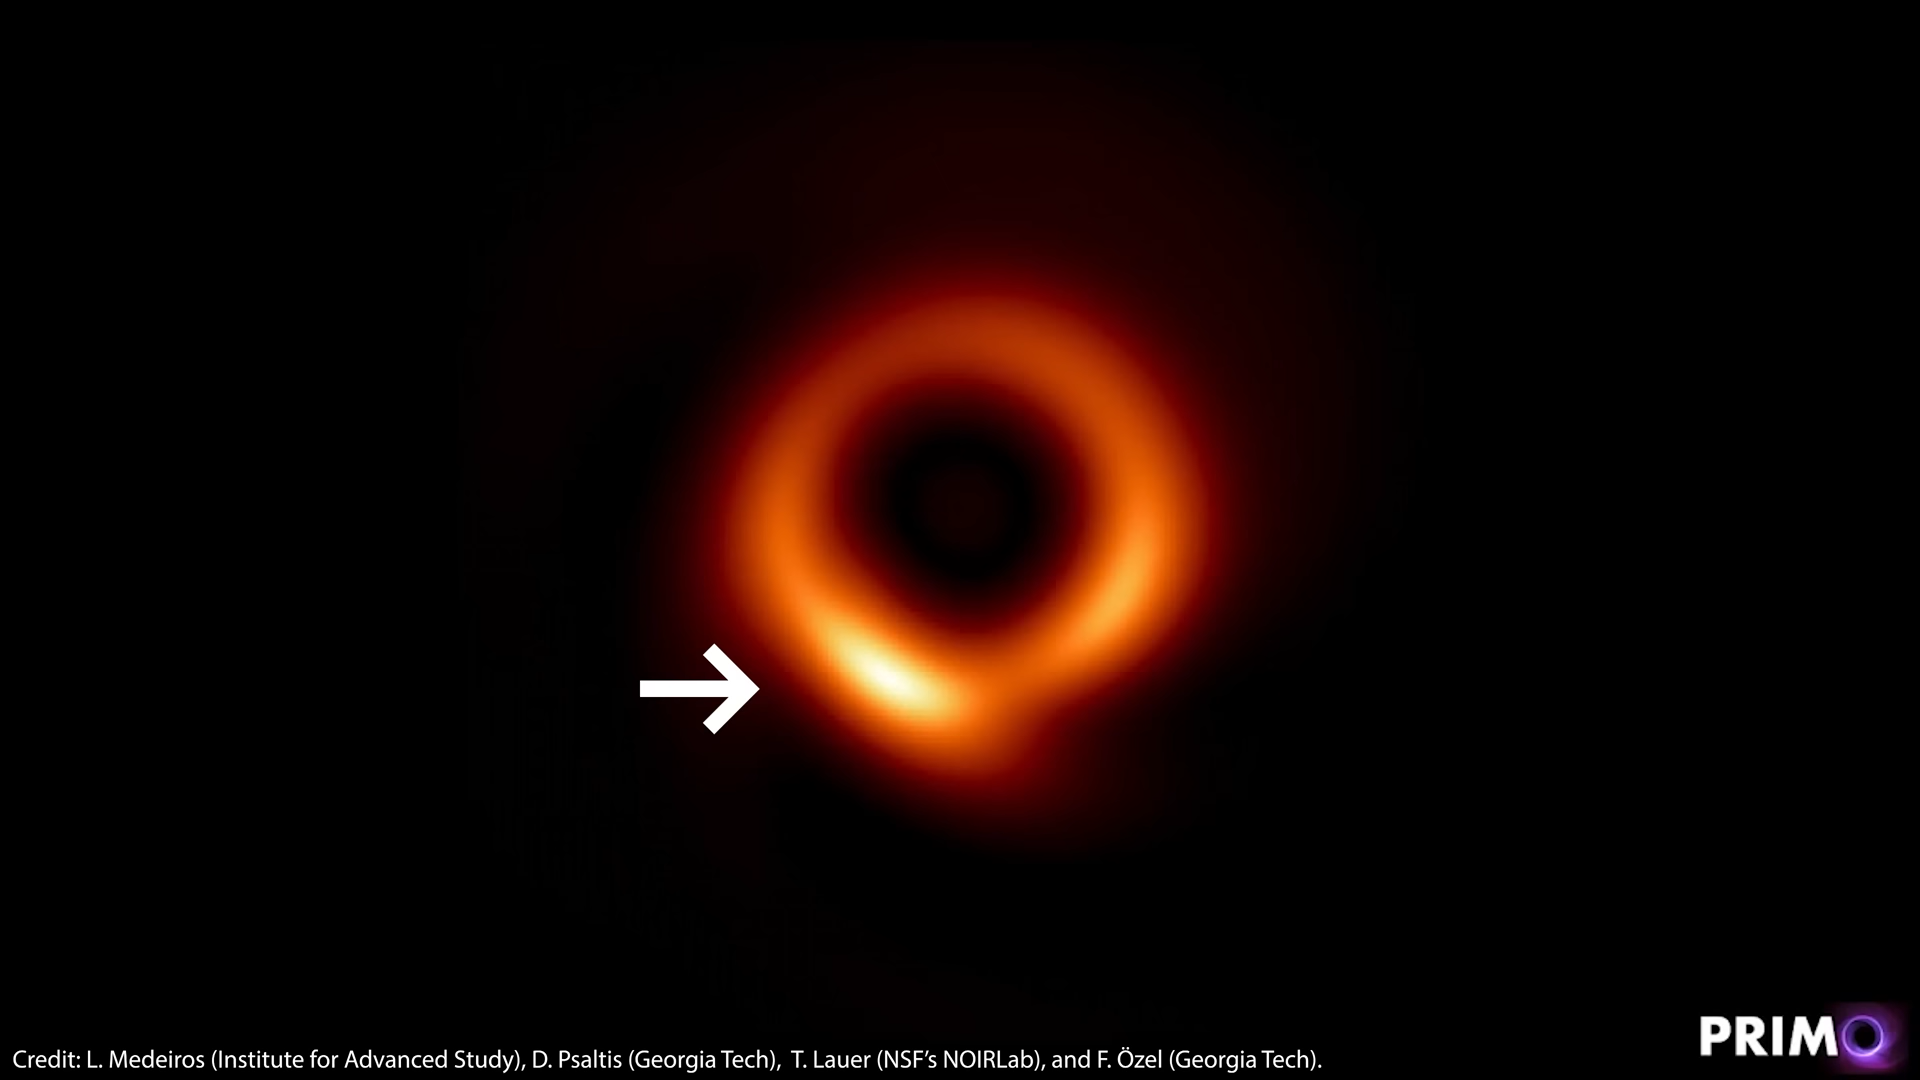 PRIMO
Credit: L. Medeiros (Institute for Advanced Study), D. Psaltis (Georgia Tech),  T. Lauer (NSF’s NOIRLab), and F. Özel (Georgia Tech).